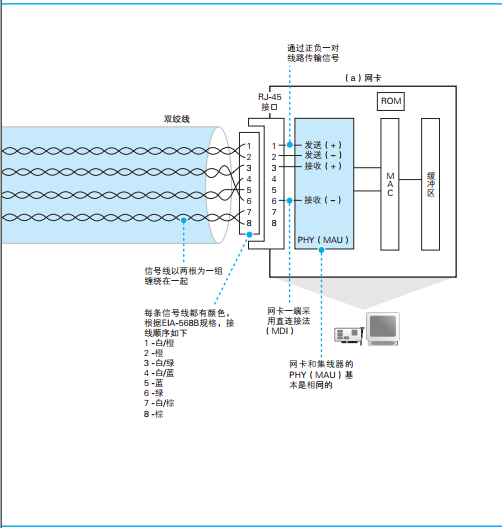 通过正负一对
线路传输信号
(a)网卡
RJ-45
接口
ROM
双绞线
1
2
3
4
5
6
7
8
1
2
3
4
5
6
7
8
发送(+)
发送(-)
接收(+)
接收(-)
PHY(MAU)
MAC
缓冲区
信号线以两根为一组
缠绕在一起
每条信号线都有颜色,
根据EIA-568B规格,接
线顺序如下
1 -白/橙
2 -橙
3 -白/绿
4 -白/蓝
5 -蓝
6 -绿
7 -白/棕
8 -棕
网卡一端采
用直连接法
(MDI)
网卡和集线器的
PHY(MAU)基
本是相同的